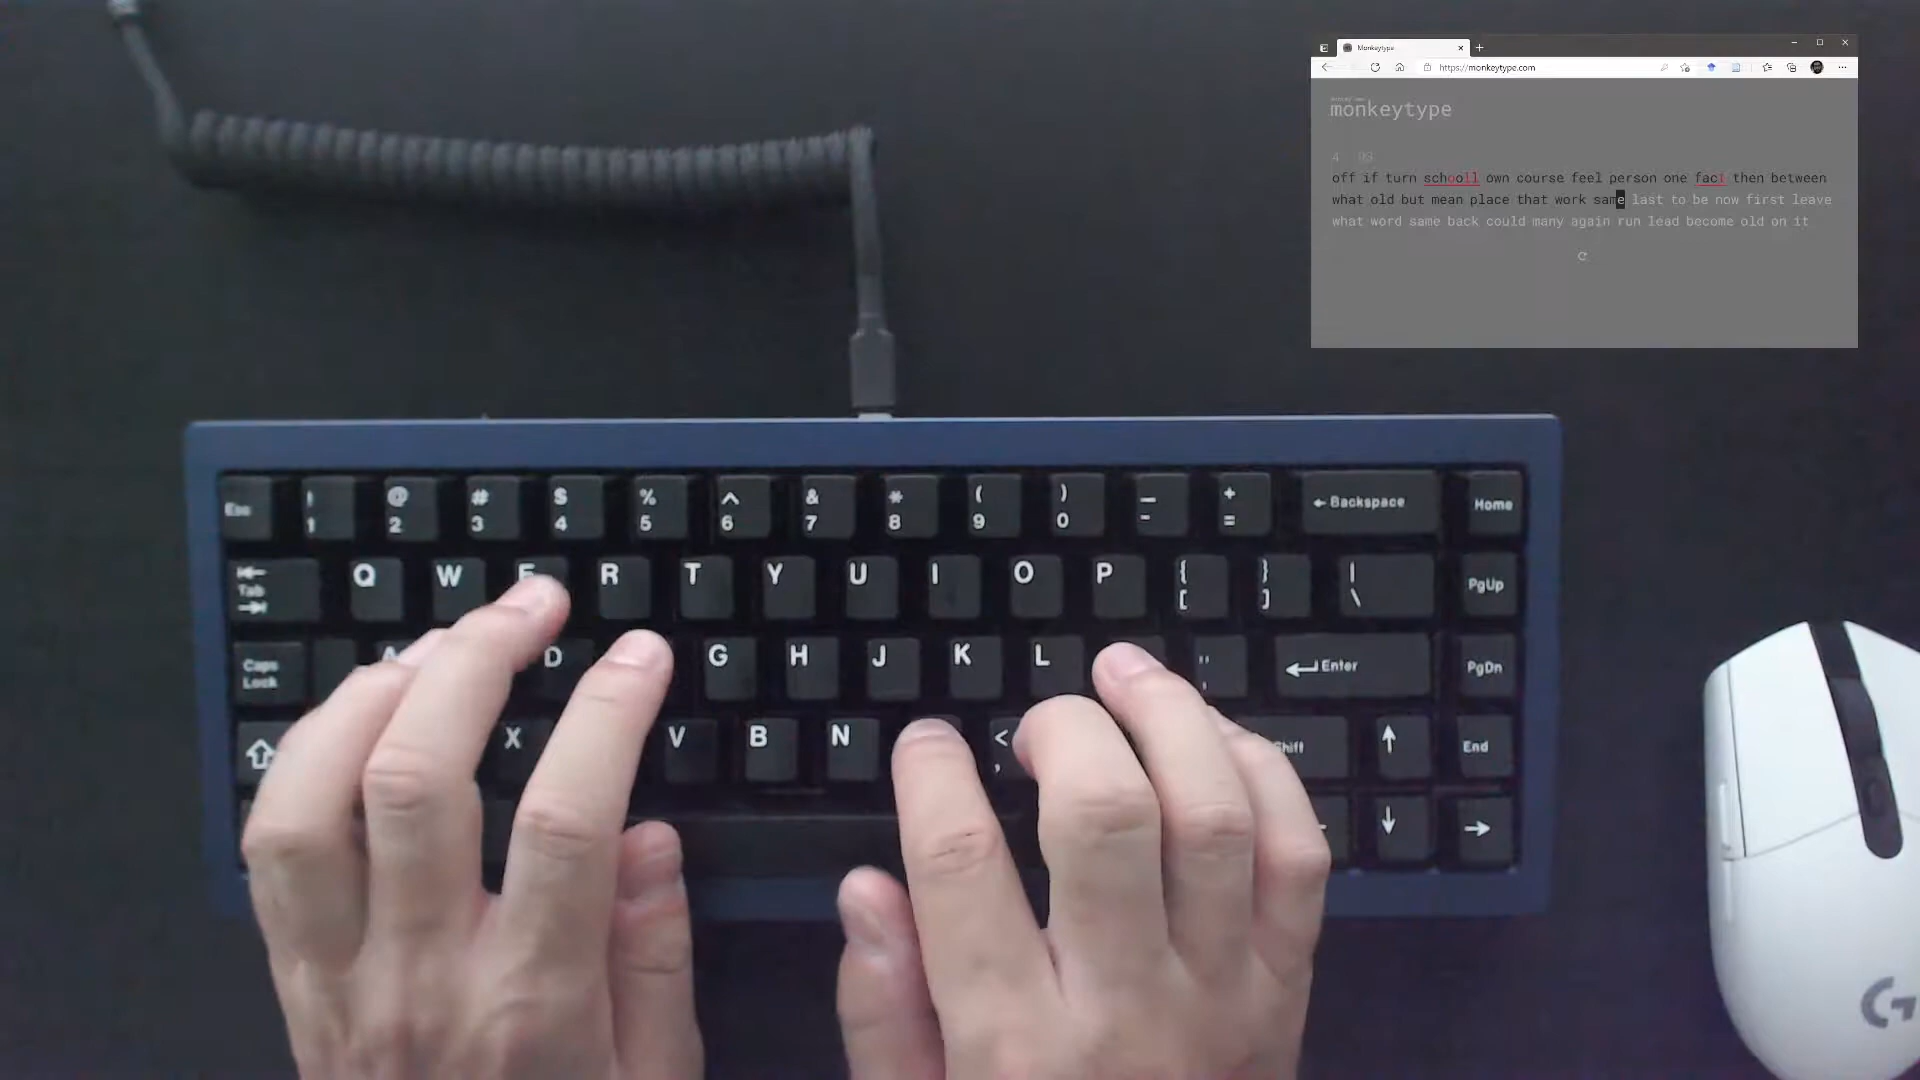 Monkeytype
https://monkeytype.com
monkeytype
4
off if turn schooll own course feel person one faci then between
what old but mean place that work same last to be now first leave
what word same back could many again run lead become old on it
Esc ! 1 @ 2 # 3 $ 4 % 5 ^ 6 & 7 * 8 ( 9 ) 0 — - + = ← Backspace Home
Tab Q W E R T Y U I O P { [ } ] | \ PgUp
Caps Lock A D G H J K L " ' ← Enter PgDn
X V B N < , Shift ↑ End
↓ →
G